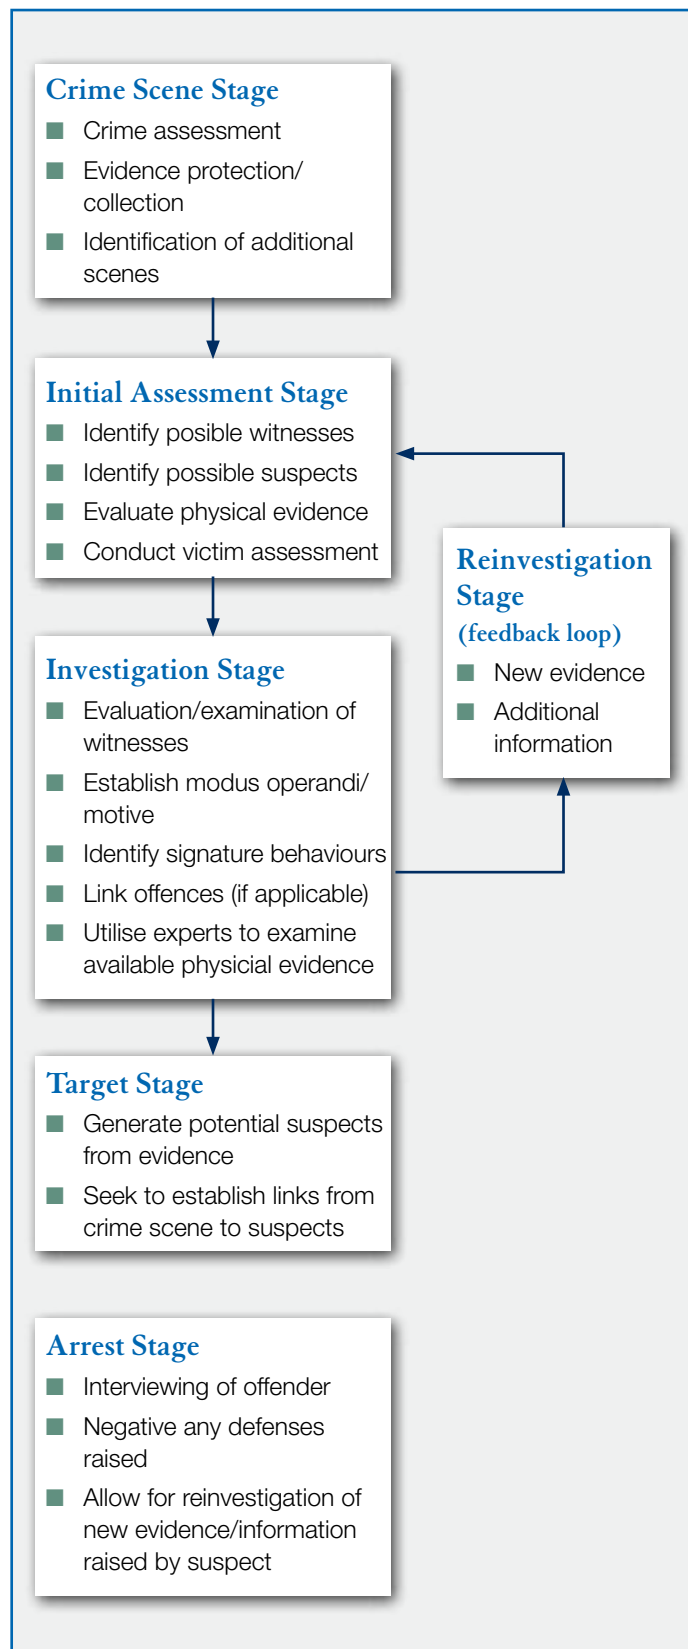 Crime Scene Stage
Crime assessment
Evidence protection/
collection
Identification of additional
scenes
Initial Assessment Stage
Identify posible witnesses
Identify possible suspects
Evaluate physical evidence
Conduct victim assessment
Reinvestigation
Stage
(feedback loop)
New evidence
Additional
information
Investigation Stage
Evaluation/examination of
witnesses
Establish modus operandi/
motive
Identify signature behaviours
Link offences (if applicable)
Utilise experts to examine
available physicial evidence
Target Stage
Generate potential suspects
from evidence
Seek to establish links from
crime scene to suspects
Arrest Stage
Interviewing of offender
Negative any defenses
raised
Allow for reinvestigation of
new evidence/information
raised by suspect